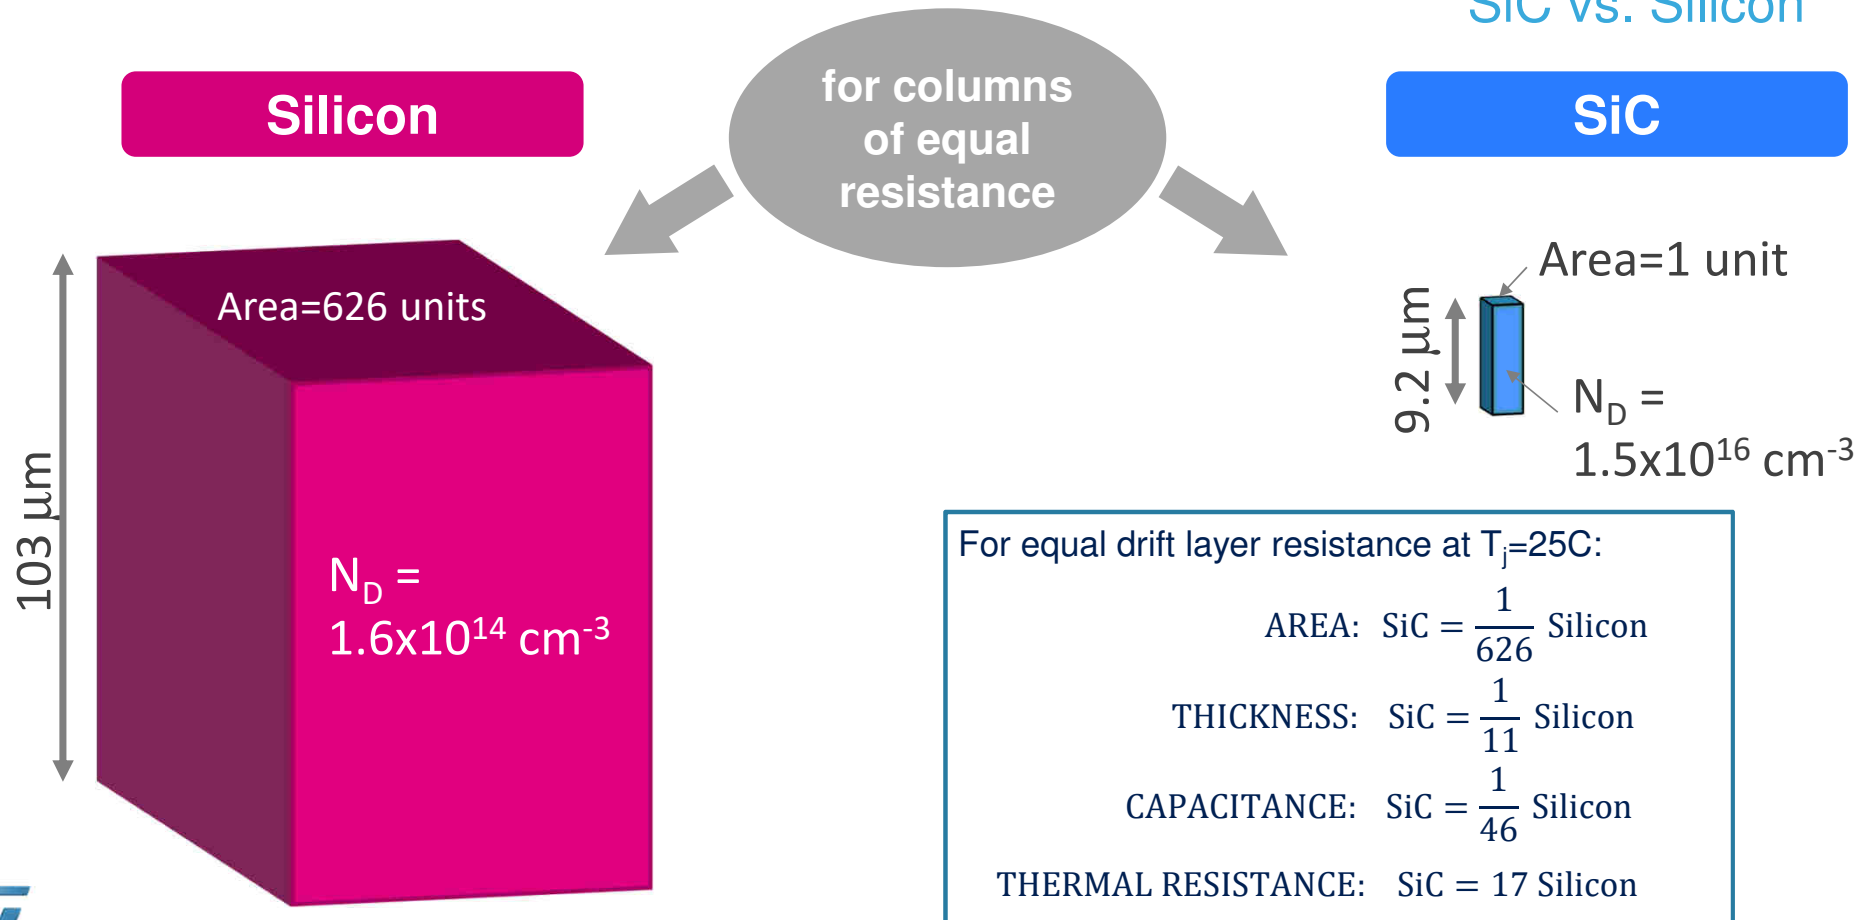 SiC vs. Silicon
Silicon
for columns
of equal
resistance
SiC
Area=626 units
103 µm
N_D =
1.6x10^14 cm^-3
Area=1 unit
9.2 µm
N_D =
1.5x10^16 cm^-3
For equal drift layer resistance at T_j=25C:
AREA: SiC = 1/626 Silicon
THICKNESS: SiC = 1/11 Silicon
CAPACITANCE: SiC = 1/46 Silicon
THERMAL RESISTANCE: SiC = 17 Silicon